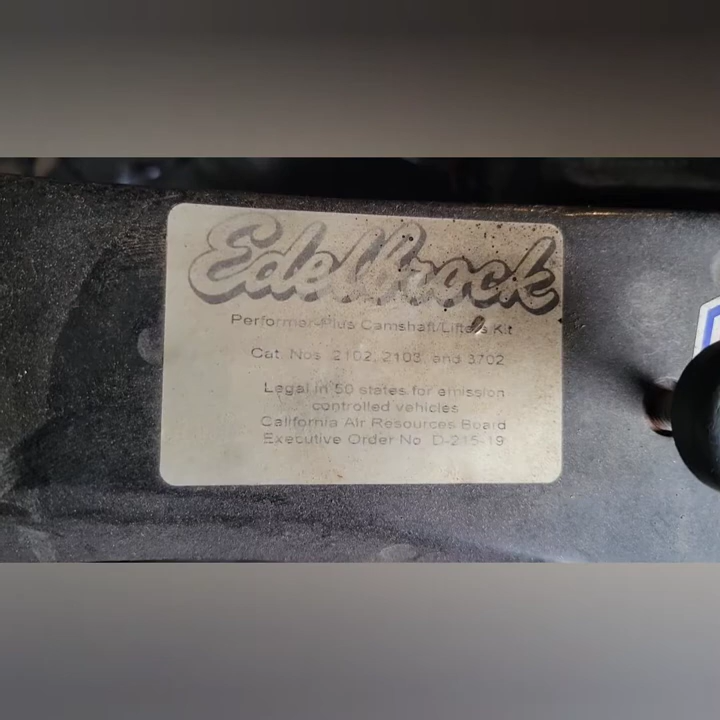 Edelbrock
Performer-Plus Camshaft/Lifters Kit
Cat. Nos. 2102, 2103, and 3702
Legal in 50 states for emission
controlled vehicles
California Air Resources Board
Executive Order No. D-215-19